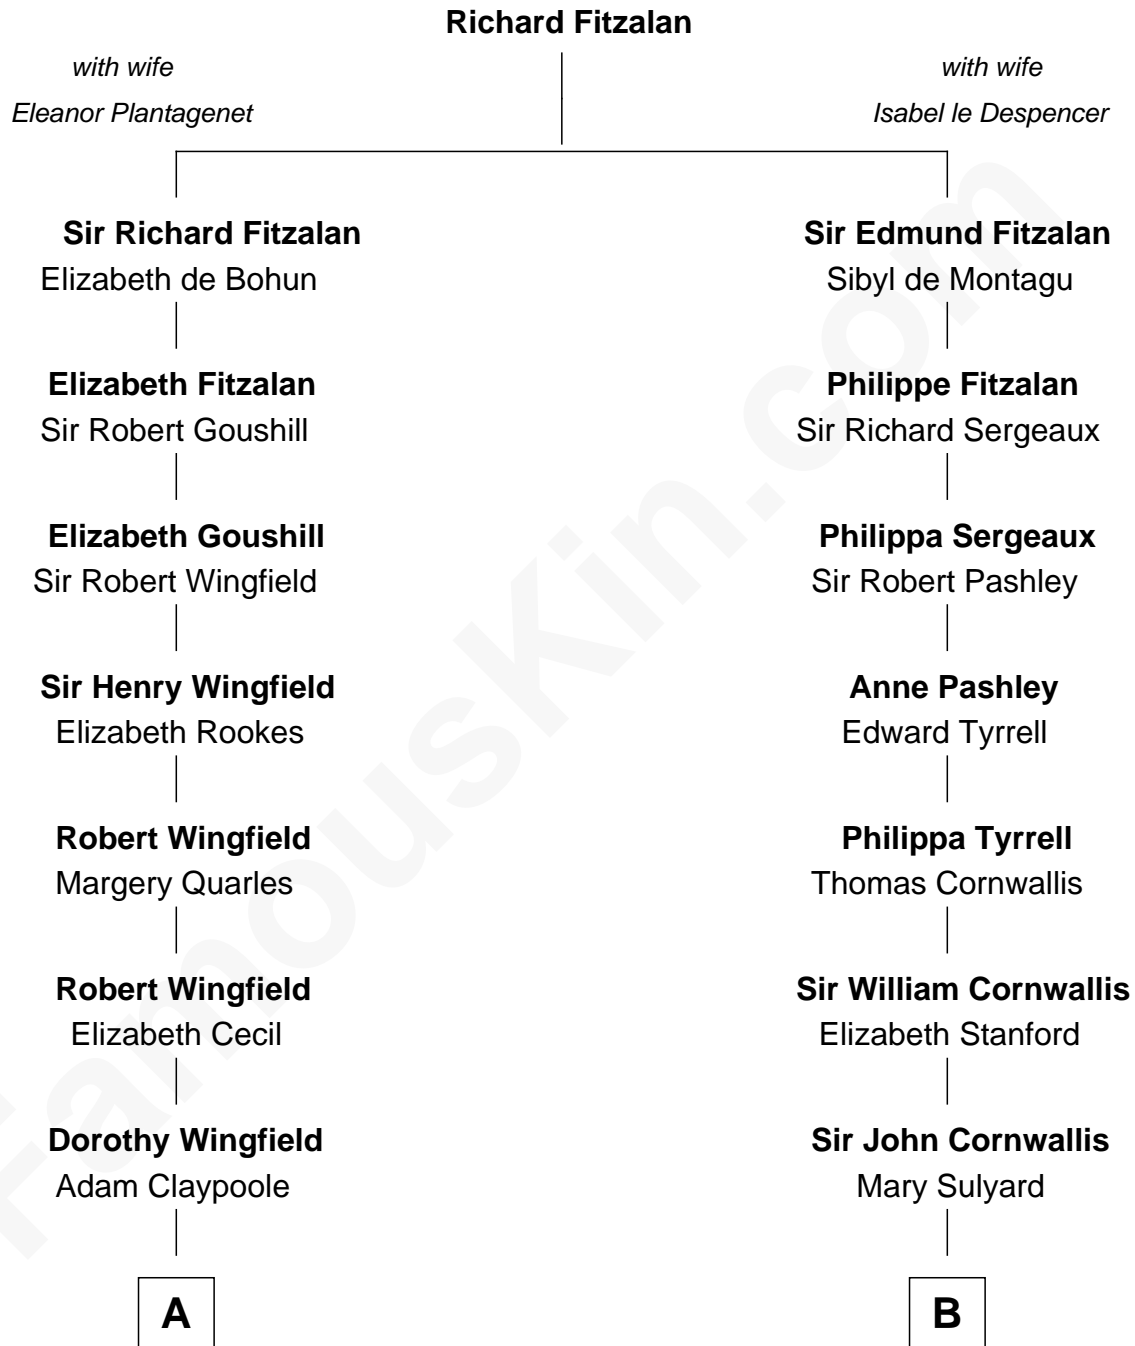 Richard Fitzalan
with wife
Eleanor Plantagenet
with wife
Isabel le Despencer
Sir Richard Fitzalan
Elizabeth de Bohun
Sir Edmund Fitzalan
Sibyl de Montagu
Elizabeth Fitzalan
Sir Robert Goushill
Philippe Fitzalan
Sir Richard Sergeaux
Elizabeth Goushill
Sir Robert Wingfield
Philippa Sergeaux
Sir Robert Pashley
Sir Henry Wingfield
Elizabeth Rookes
Anne Pashley
Edward Tyrrell
Robert Wingfield
Margery Quarles
Philippa Tyrrell
Thomas Cornwallis
Robert Wingfield
Elizabeth Cecil
Sir William Cornwallis
Elizabeth Stanford
Dorothy Wingfield
Adam Claypoole
Sir John Cornwallis
Mary Sulyard
A
B
FamousKin.com